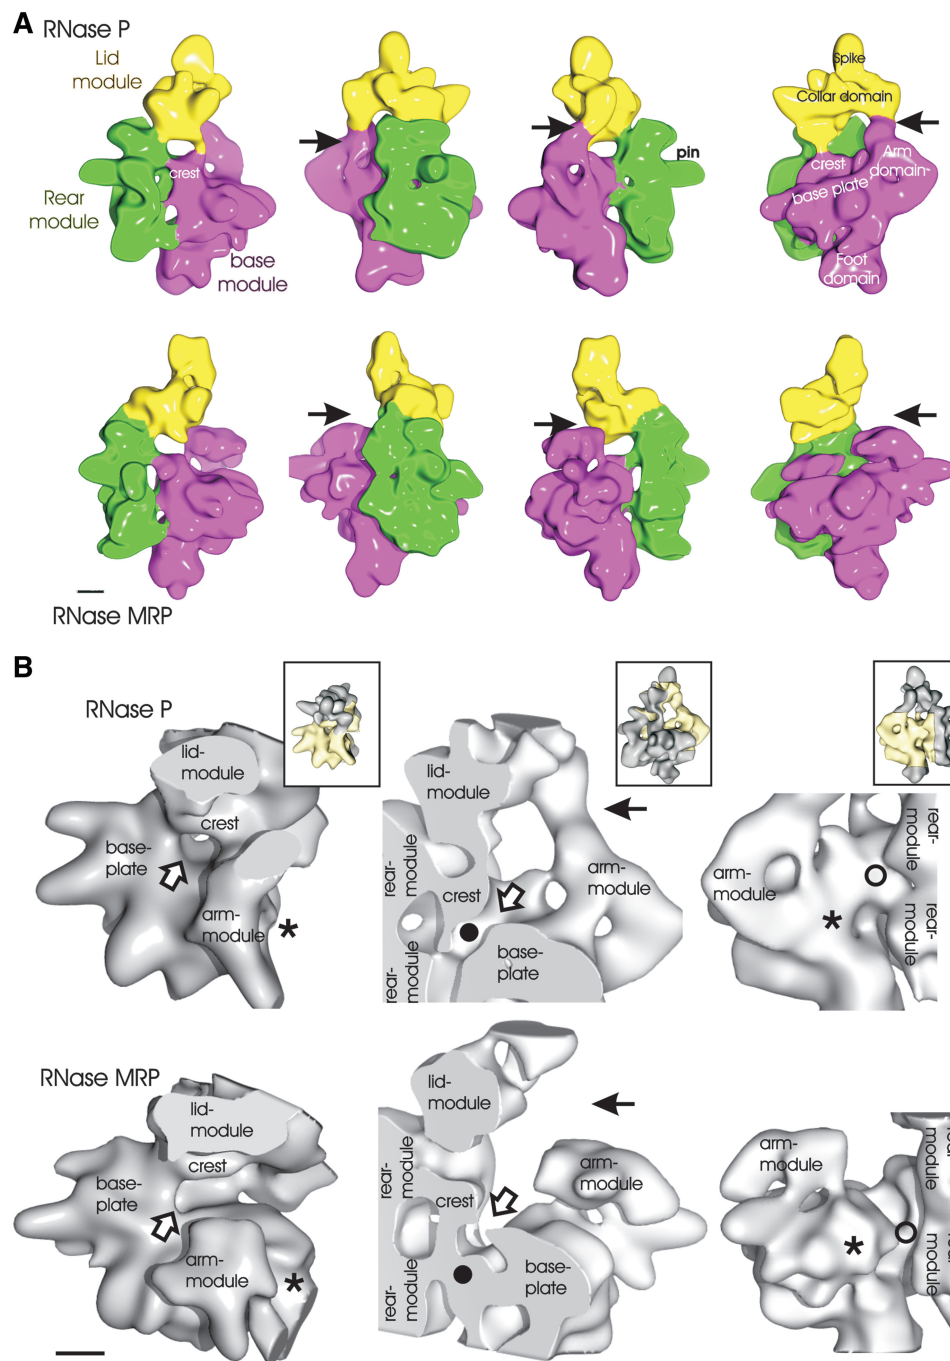 A
RNase P
Lid
module
Rear
module
crest
base
module
pin
Spike
Collar domain
crest
Arm
domain-
base plate
Foot
domain
RNase MRP
B
RNase P
lid-
module
crest
base-
plate
arm-
module
*
lid-
module
rear-
module
crest
arm-
module
rear-
module
base-
plate
rear-
module
arm-
module
rear-
module
*
RNase MRP
lid-
module
crest
base-
plate
arm-
module
*
lid-
module
rear-
module
crest
arm-
module
rear-
module
base-
plate
arm-
module
module
*
module